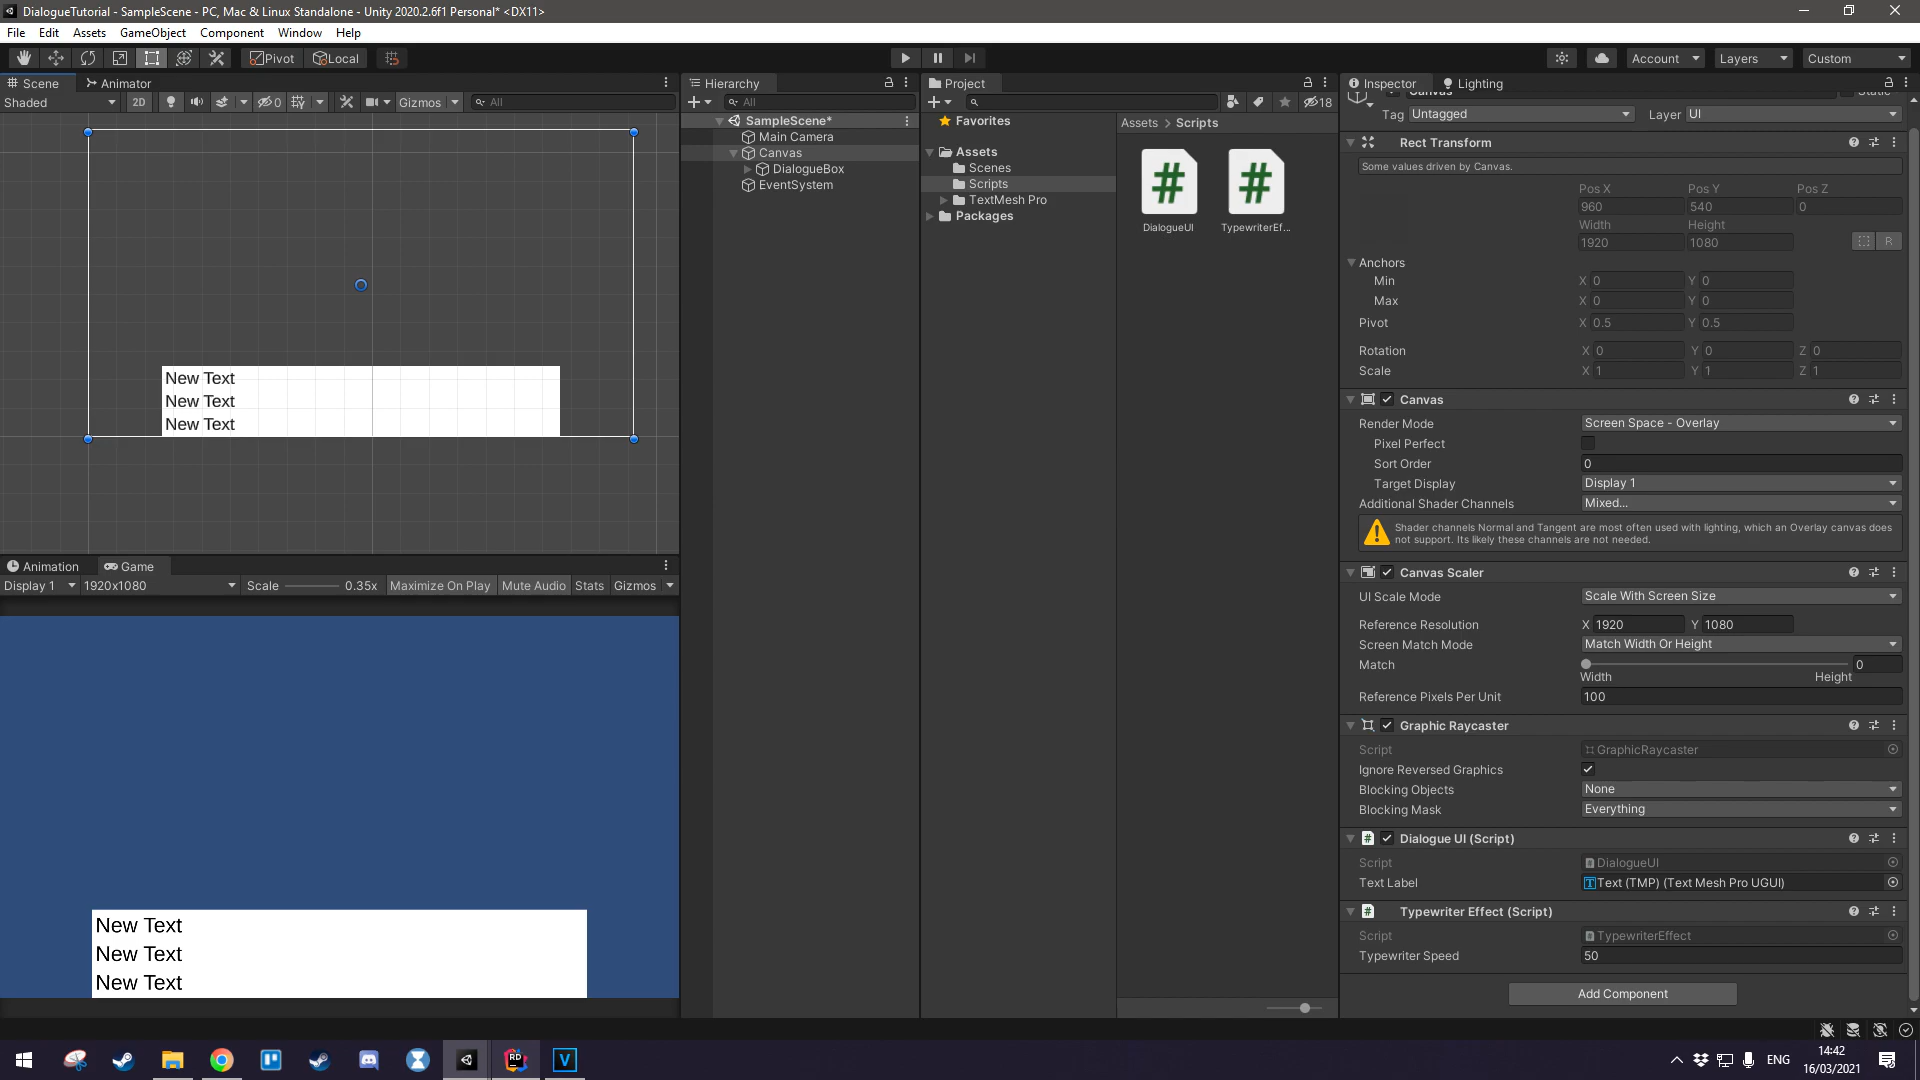 DialogueTutorial - SampleScene - PC, Mac & Linux Standalone - Unity 2020.2.6f1 Personal* <DX11>
File Edit Assets GameObject Component Window Help
Pivot Local Account Layers Custom
Scene Animator
Shaded 2D 0 Gizmos All
New Text
New Text
New Text
Animation Game
Display 1 1920x1080 Scale 0.35x Maximize On Play Mute Audio Stats Gizmos
New Text
New Text
New Text
Hierarchy
All
SampleScene*
Main Camera
Canvas
DialogueBox
EventSystem
Project
18
Favorites
Assets
Scenes
Scripts
TextMesh Pro
Packages
Assets > Scripts
DialogueUI TypewriterEf...
Inspector Lighting
Canvas Static
Tag Untagged Layer UI
Rect Transform
Some values driven by Canvas.
Pos X Pos Y Pos Z
960 540 0
Width Height
1920 1080 R
Anchors
Min X 0 Y 0
Max X 0 Y 0
Pivot X 0.5 Y 0.5
Rotation X 0 Y 0 Z 0
Scale X 1 Y 1 Z 1
Canvas
Render Mode Screen Space - Overlay
Pixel Perfect
Sort Order 0
Target Display Display 1
Additional Shader Channels Mixed...
Shader channels Normal and Tangent are most often used with lighting, which an Overlay canvas does
not support. Its likely these channels are not needed.
Canvas Scaler
UI Scale Mode Scale With Screen Size
Reference Resolution X 1920 Y 1080
Screen Match Mode Match Width Or Height
Match 0
Width Height
Reference Pixels Per Unit 100
Graphic Raycaster
Script GraphicRaycaster
Ignore Reversed Graphics
Blocking Objects None
Blocking Mask Everything
Dialogue UI (Script)
Script DialogueUI
Text Label Text (TMP) (Text Mesh Pro UGUI)
Typewriter Effect (Script)
Script TypewriterEffect
Typewriter Speed 50
Add Component
RD V ENG 14:42
16/03/2021